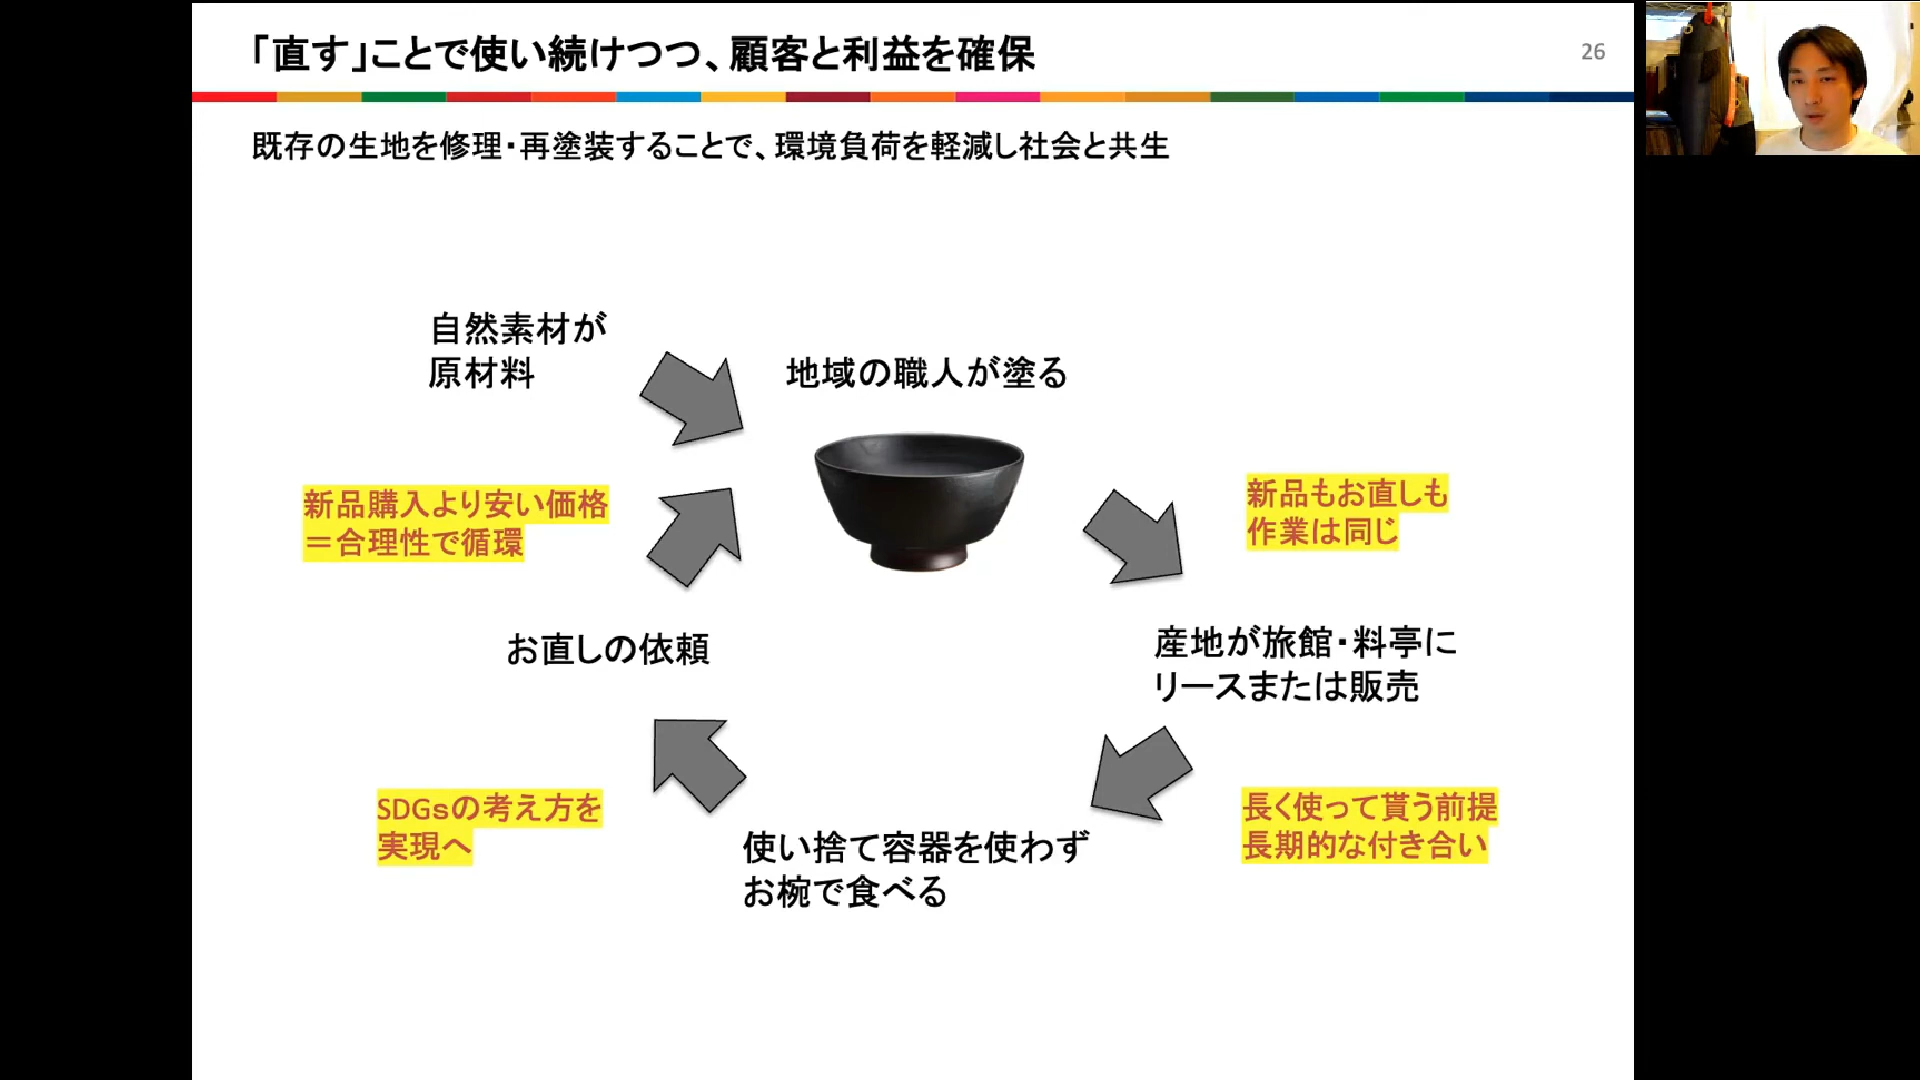 「直す」ことで使い続けつつ、顧客と利益を確保
26
既存の生地を修理・再塗装することで、環境負荷を軽減し社会と共生
自然素材が
原材料
地域の職人が塗る
新品購入より安い価格
＝合理性で循環
新品もお直しも
作業は同じ
お直しの依頼
産地が旅館・料亭に
リースまたは販売
SDGsの考え方を
実現へ
長く使って貰う前提
長期的な付き合い
使い捨て容器を使わず
お椀で食べる